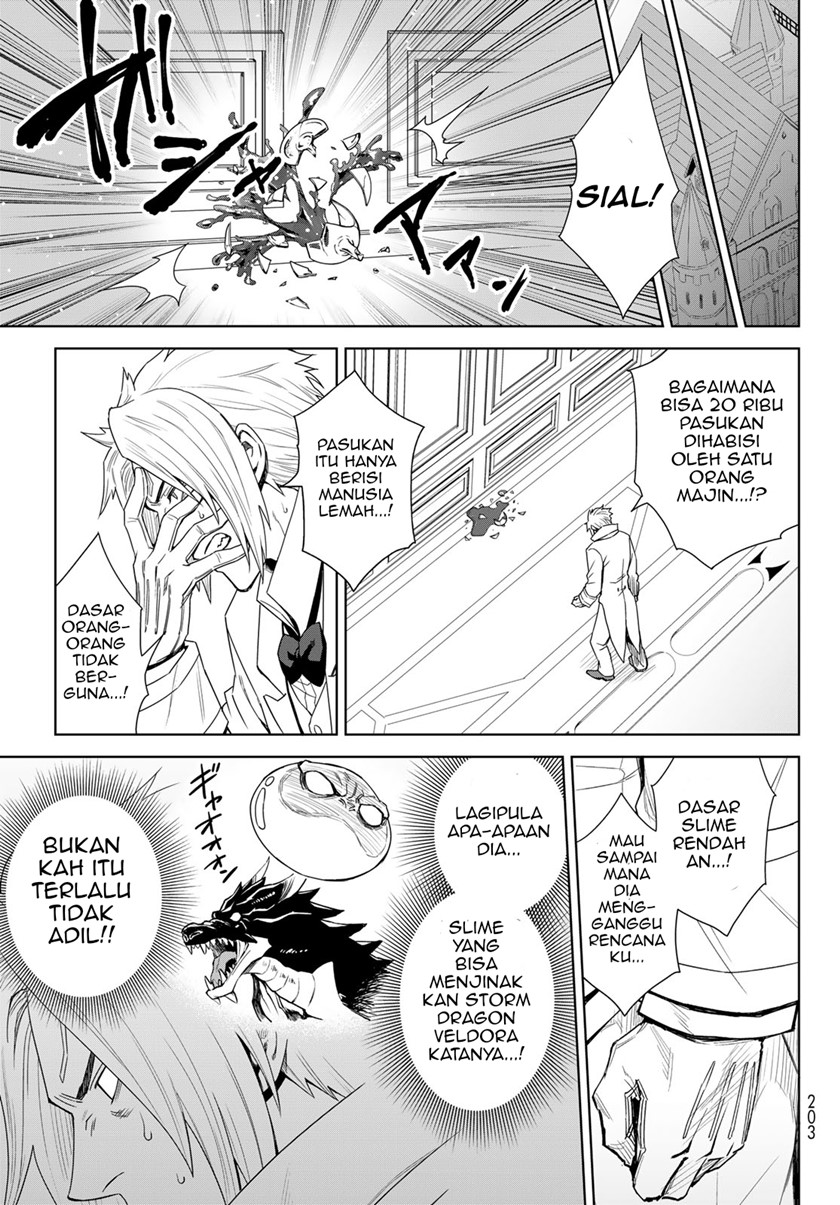 SIAL!
ガシャアアン
BAGAIMANA
BISA 20 RIBU
PASUKAN
DIHABISI
OLEH SATU
ORANG
MAJIN...!?
PASUKAN
ITU HANYA
BERISI
MANUSIA
LEMAH...!
DASAR
ORANG-
ORANG
TIDAK
BER-
GUNA...!
DASAR
SLIME
RENDAH
AN...!
MAU
SAMPAI
MANA
DIA
MENG-
GANGGU
RENCANA
KU...
LAGIPULA
APA-APAAN
DIA...
SLIME
YANG
BISA
MENJINAK
KAN STORM
DRAGON
VELDORA
KATANYA...!
ギャオオオン
BUKAN
KAH ITU
TERLALU
TIDAK
ADIL!!
203